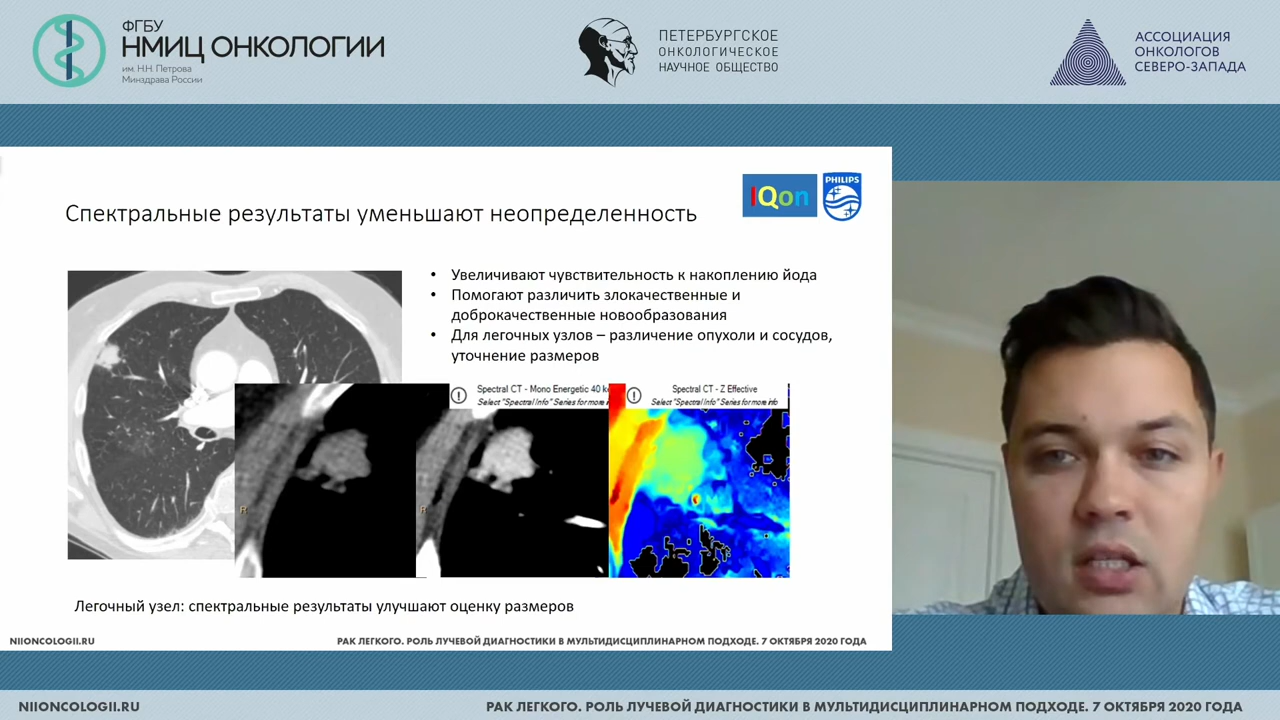 ФГБУ
НМИЦ ОНКОЛОГИИ
им. Н.Н. Петрова
Минздрава России
ПЕТЕРБУРГСКОЕ
ОНКОЛОГИЧЕСКОЕ
НАУЧНОЕ ОБЩЕСТВО
АССОЦИАЦИЯ
ОНКОЛОГОВ
СЕВЕРО-ЗАПАДА
Спектральные результаты уменьшают неопределенность
IQon
PHILIPS
• Увеличивают чувствительность к накоплению йода
• Помогают различить злокачественные и
доброкачественные новообразования
• Для легочных узлов – различение опухоли и сосудов,
уточнение размеров
Spectral CT - Mono Energetic 40 ke
Select "Spectral Info" Series for more in
Spectral CT - Z Effective
Select "Spectral Info" Series for more info
R
R
Легочный узел: спектральные результаты улучшают оценку размеров
NIIONCOLOGII.RU
РАК ЛЕГКОГО. РОЛЬ ЛУЧЕВОЙ ДИАГНОСТИКИ В МУЛЬТИДИСЦИПЛИНАРНОМ ПОДХОДЕ. 7 ОКТЯБРЯ 2020 ГОДА
NIIONCOLOGII.RU
РАК ЛЕГКОГО. РОЛЬ ЛУЧЕВОЙ ДИАГНОСТИКИ В МУЛЬТИДИСЦИПЛИНАРНОМ ПОДХОДЕ. 7 ОКТЯБРЯ 2020 ГОДА